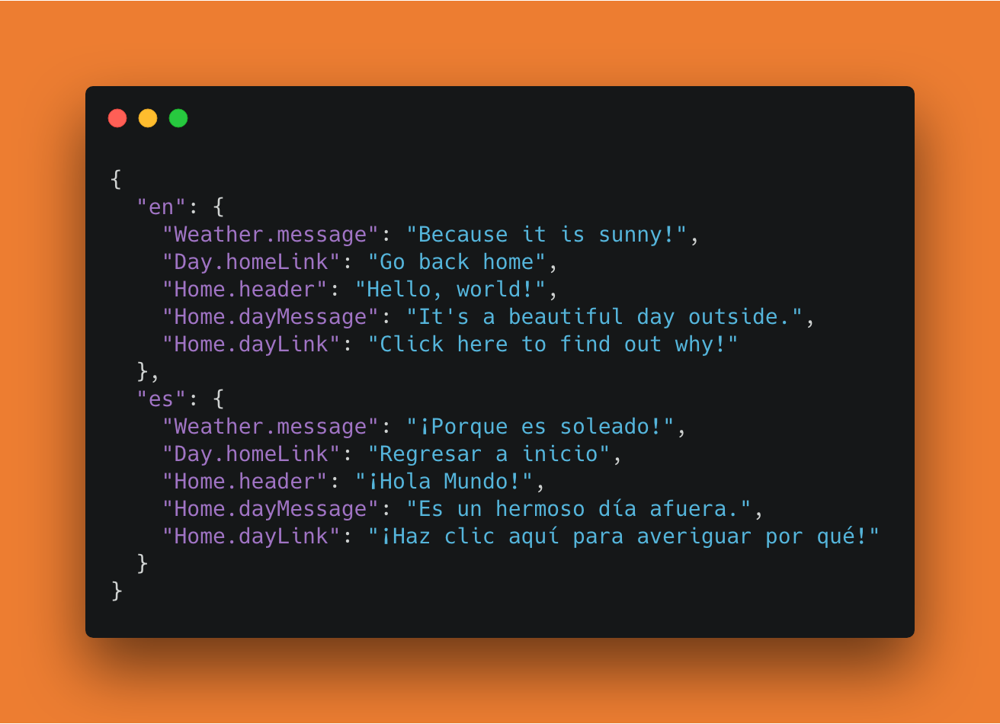 {
  "en": {
    "Weather.message": "Because it is sunny!",
    "Day.homeLink": "Go back home",
    "Home.header": "Hello, world!",
    "Home.dayMessage": "It's a beautiful day outside.",
    "Home.dayLink": "Click here to find out why!"
  },
  "es": {
    "Weather.message": "¡Porque es soleado!",
    "Day.homeLink": "Regresar a inicio",
    "Home.header": "¡Hola Mundo!",
    "Home.dayMessage": "Es un hermoso día afuera.",
    "Home.dayLink": "¡Haz clic aquí para averiguar por qué!"
  }
}